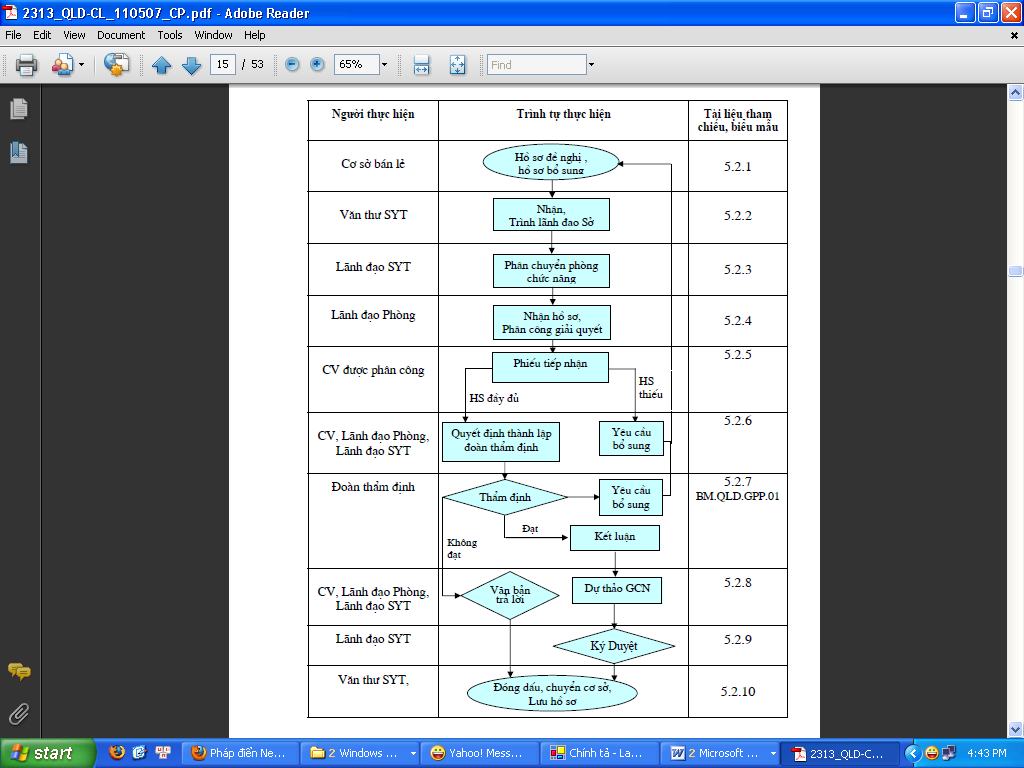 2313_QLD-CL_110507_CP.pdf - Adobe Reader
File Edit View Document Tools Window Help
15 / 53 65% Find
Người thực hiện
Trình tự thực hiện
Tài liệu tham
chiếu, biểu mẫu
Cơ sở bán lẻ
Hồ sơ đề nghị ,
hồ sơ bổ sung
5.2.1
Văn thư SYT
Nhận,
Trình lãnh đạo Sở
5.2.2
Lãnh đạo SYT
Phân chuyển phòng
chức năng
5.2.3
Lãnh đạo Phòng
Nhận hồ sơ,
Phân công giải quyết
5.2.4
CV được phân công
Phiếu tiếp nhận
5.2.5
HS đầy đủ
HS
thiếu
CV, Lãnh đạo Phòng,
Lãnh đạo SYT
Quyết định thành lập
đoàn thẩm định
Yêu cầu
bổ sung
5.2.6
Đoàn thẩm định
Thẩm định
Yêu cầu
bổ sung
5.2.7
BM.QLD.GPP.01
Đạt
Kết luận
Không
đạt
CV, Lãnh đạo Phòng,
Lãnh đạo SYT
Văn bản
trả lời
Dự thảo GCN
5.2.8
Lãnh đạo SYT
Ký Duyệt
5.2.9
Văn thư SYT,
Đóng dấu, chuyển cơ sở,
Lưu hồ sơ
5.2.10
start
Pháp điển Ne...
2 Windows ...
Yahoo! Mess...
Chính tả - La...
2 Microsoft ...
2313_QLD-C...
4:43 PM